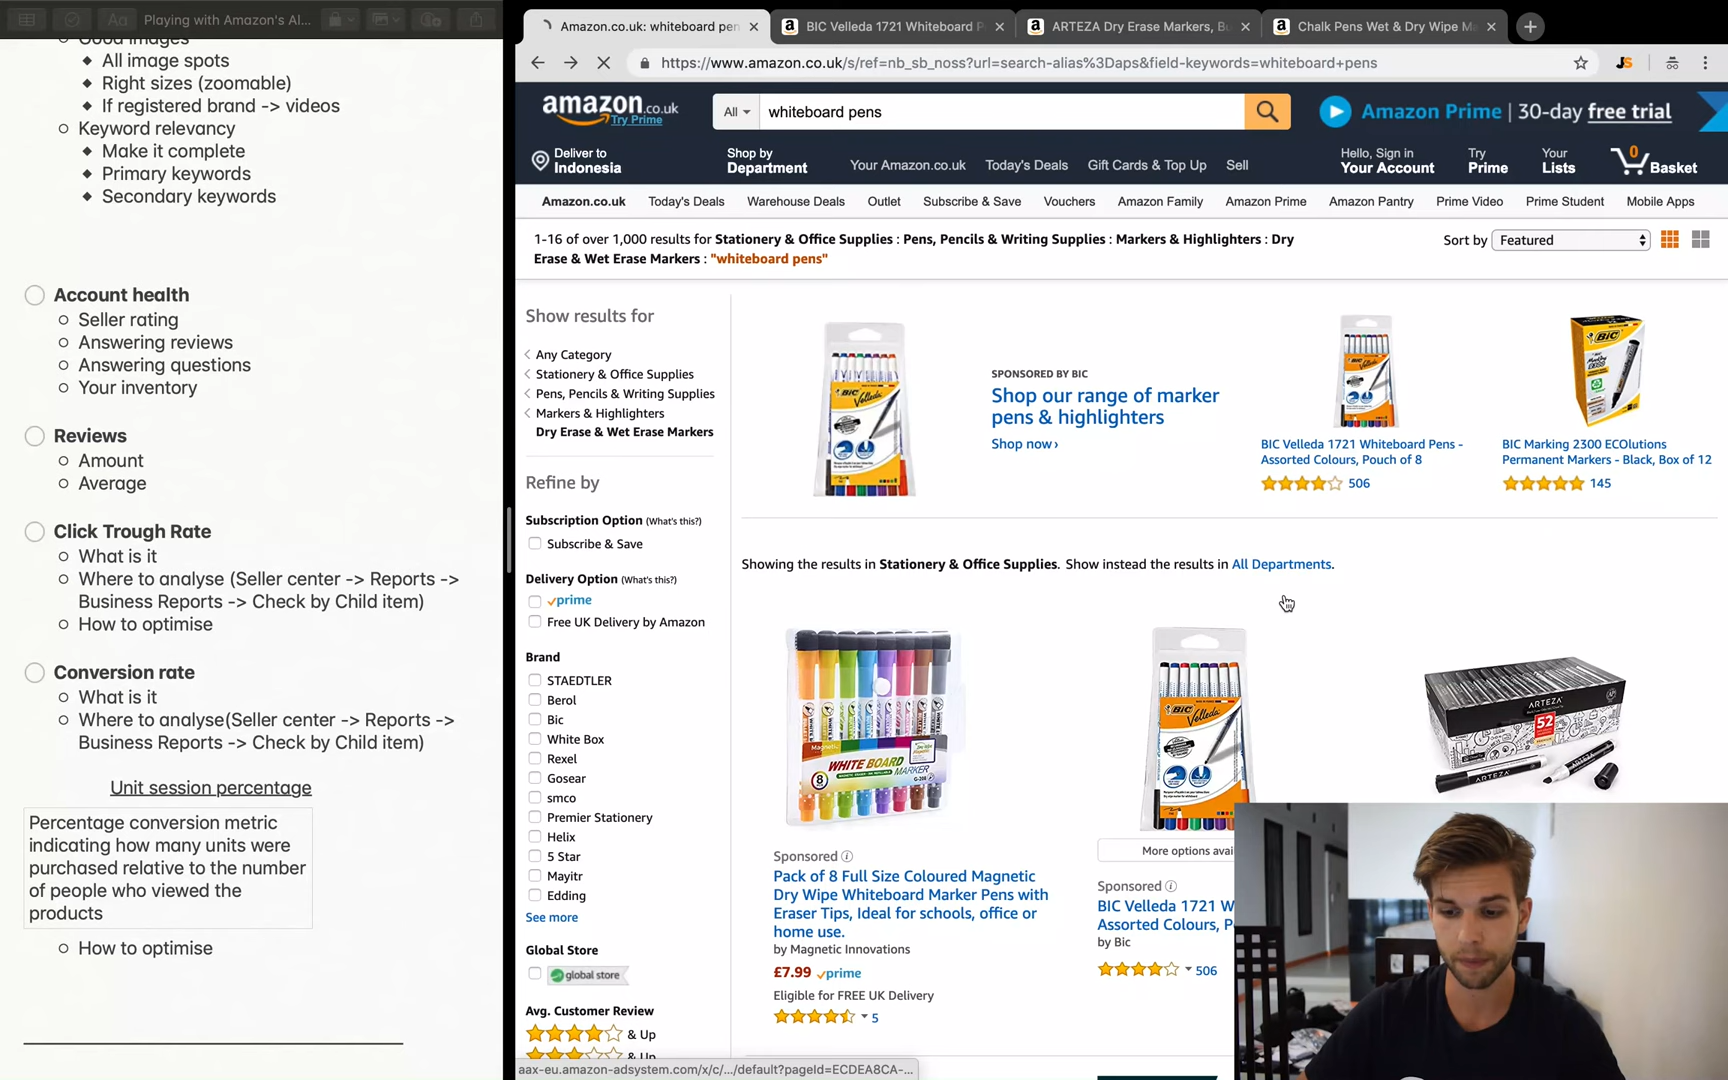 Playing with Amazon's Al...
Good images
All image spots
Right sizes (zoomable)
If registered brand -> videos
Keyword relevancy
Make it complete
Primary keywords
Secondary keywords
Account health
Seller rating
Answering reviews
Answering questions
Your inventory
Reviews
Amount
Average
Click Trough Rate
What is it
Where to analyse (Seller center -> Reports ->
Business Reports -> Check by Child item)
How to optimise
Conversion rate
What is it
Where to analyse(Seller center -> Reports ->
Business Reports -> Check by Child item)
Unit session percentage
Percentage conversion metric
indicating how many units were
purchased relative to the number
of people who viewed the
products
How to optimise
Amazon.co.uk: whiteboard pen
BIC Velleda 1721 Whiteboard P
ARTEZA Dry Erase Markers, B
Chalk Pens Wet & Dry Wipe M
https://www.amazon.co.uk/s/ref=nb_sb_noss?url=search-alias%3Daps&field-keywords=whiteboard+pens
JS
amazon.co.uk
Try Prime
All
whiteboard pens
Amazon Prime | 30-day free trial
Deliver to
Indonesia
Shop by
Department
Your Amazon.co.uk
Today's Deals
Gift Cards & Top Up
Sell
Hello, Sign in
Your Account
Try
Prime
Your
Lists
0
Basket
Amazon.co.uk
Today's Deals
Warehouse Deals
Outlet
Subscribe & Save
Vouchers
Amazon Family
Amazon Prime
Amazon Pantry
Prime Video
Prime Student
Mobile Apps
1-16 of over 1,000 results for Stationery & Office Supplies : Pens, Pencils & Writing Supplies : Markers & Highlighters : Dry
Erase & Wet Erase Markers : "whiteboard pens"
Sort by
Featured
Show results for
Any Category
Stationery & Office Supplies
Pens, Pencils & Writing Supplies
Markers & Highlighters
Dry Erase & Wet Erase Markers
Refine by
Subscription Option (What's this?)
Subscribe & Save
Delivery Option (What's this?)
prime
Free UK Delivery by Amazon
Brand
STAEDTLER
Berol
Bic
White Box
Rexel
Gosear
smco
Premier Stationery
Helix
5 Star
Mayitr
Edding
See more
Global Store
global store
Avg. Customer Review
& Up
& Up
SPONSORED BY BIC
Shop our range of marker
pens & highlighters
Shop now ›
BIC Velleda 1721 Whiteboard Pens -
Assorted Colours, Pouch of 8
506
BIC Marking 2300 ECOlutions
Permanent Markers - Black, Box of 12
145
Showing the results in Stationery & Office Supplies. Show instead the results in All Departments.
BIC Velleda
BIC
Marking
Magnetic
WHITE BOARD
MARKER
8
BIC Velleda
ARTEZA
52
ARTEZA
Sponsored
Pack of 8 Full Size Coloured Magnetic
Dry Wipe Whiteboard Marker Pens with
Eraser Tips, Ideal for schools, office or
home use.
by Magnetic Innovations
£7.99 prime
Eligible for FREE UK Delivery
5
More options avai
Sponsored
BIC Velleda 1721 W
Assorted Colours, P
by Bic
506
aax-eu.amazon-adsystem.com/x/c/.../default?pageId=ECDEA8CA-...